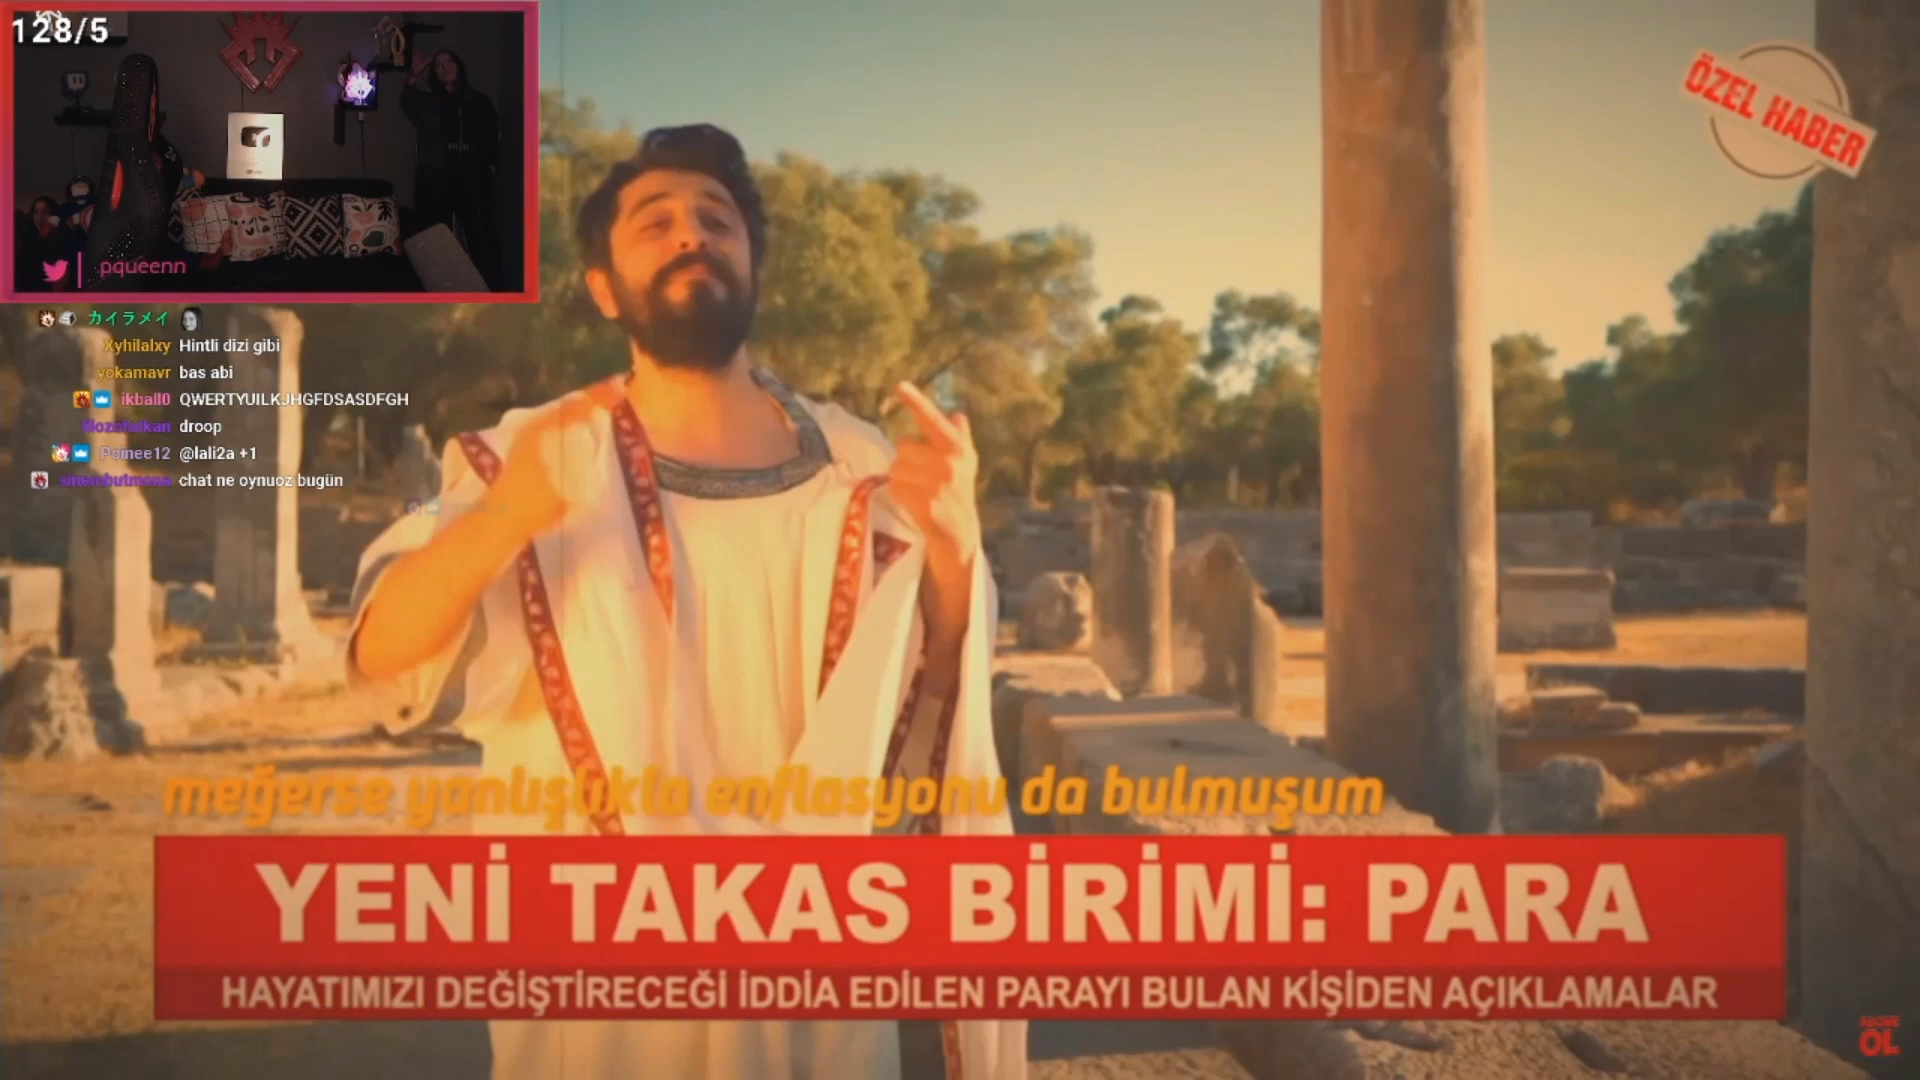 128/5
ÖZEL HABER
pqueenn
カイラメイ
Xyhilalxy Hintli dizi gibi
yokamavr bas abi
ikball0 QWERTYUILKJHGFDSASDFGH
droop
Poinee12 @lali2a +1
chat ne oynuoz bugün
meğerse yanlışlıkla enflasyonu da bulmuşum
YENİ TAKAS BİRİMİ: PARA
HAYATIMIZI DEĞİŞTİRECEĞİ İDDİA EDİLEN PARAYI BULAN KİŞİDEN AÇIKLAMALAR
ABONE
OL